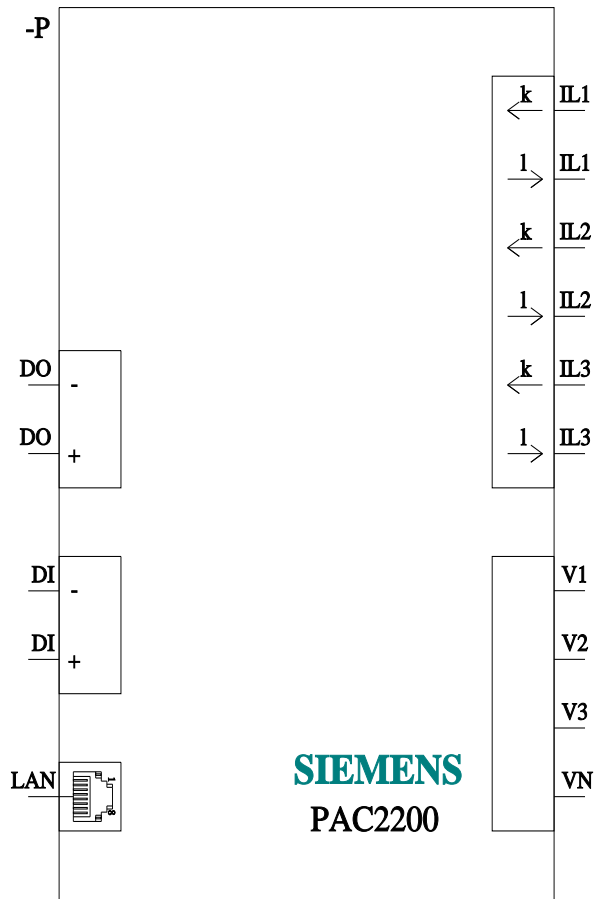 -P
k IL1
l IL1
k IL2
l IL2
DO - k IL3
DO + l IL3
DI - V1
DI + V2
V3
LAN 1 8 VN
SIEMENS
PAC2200